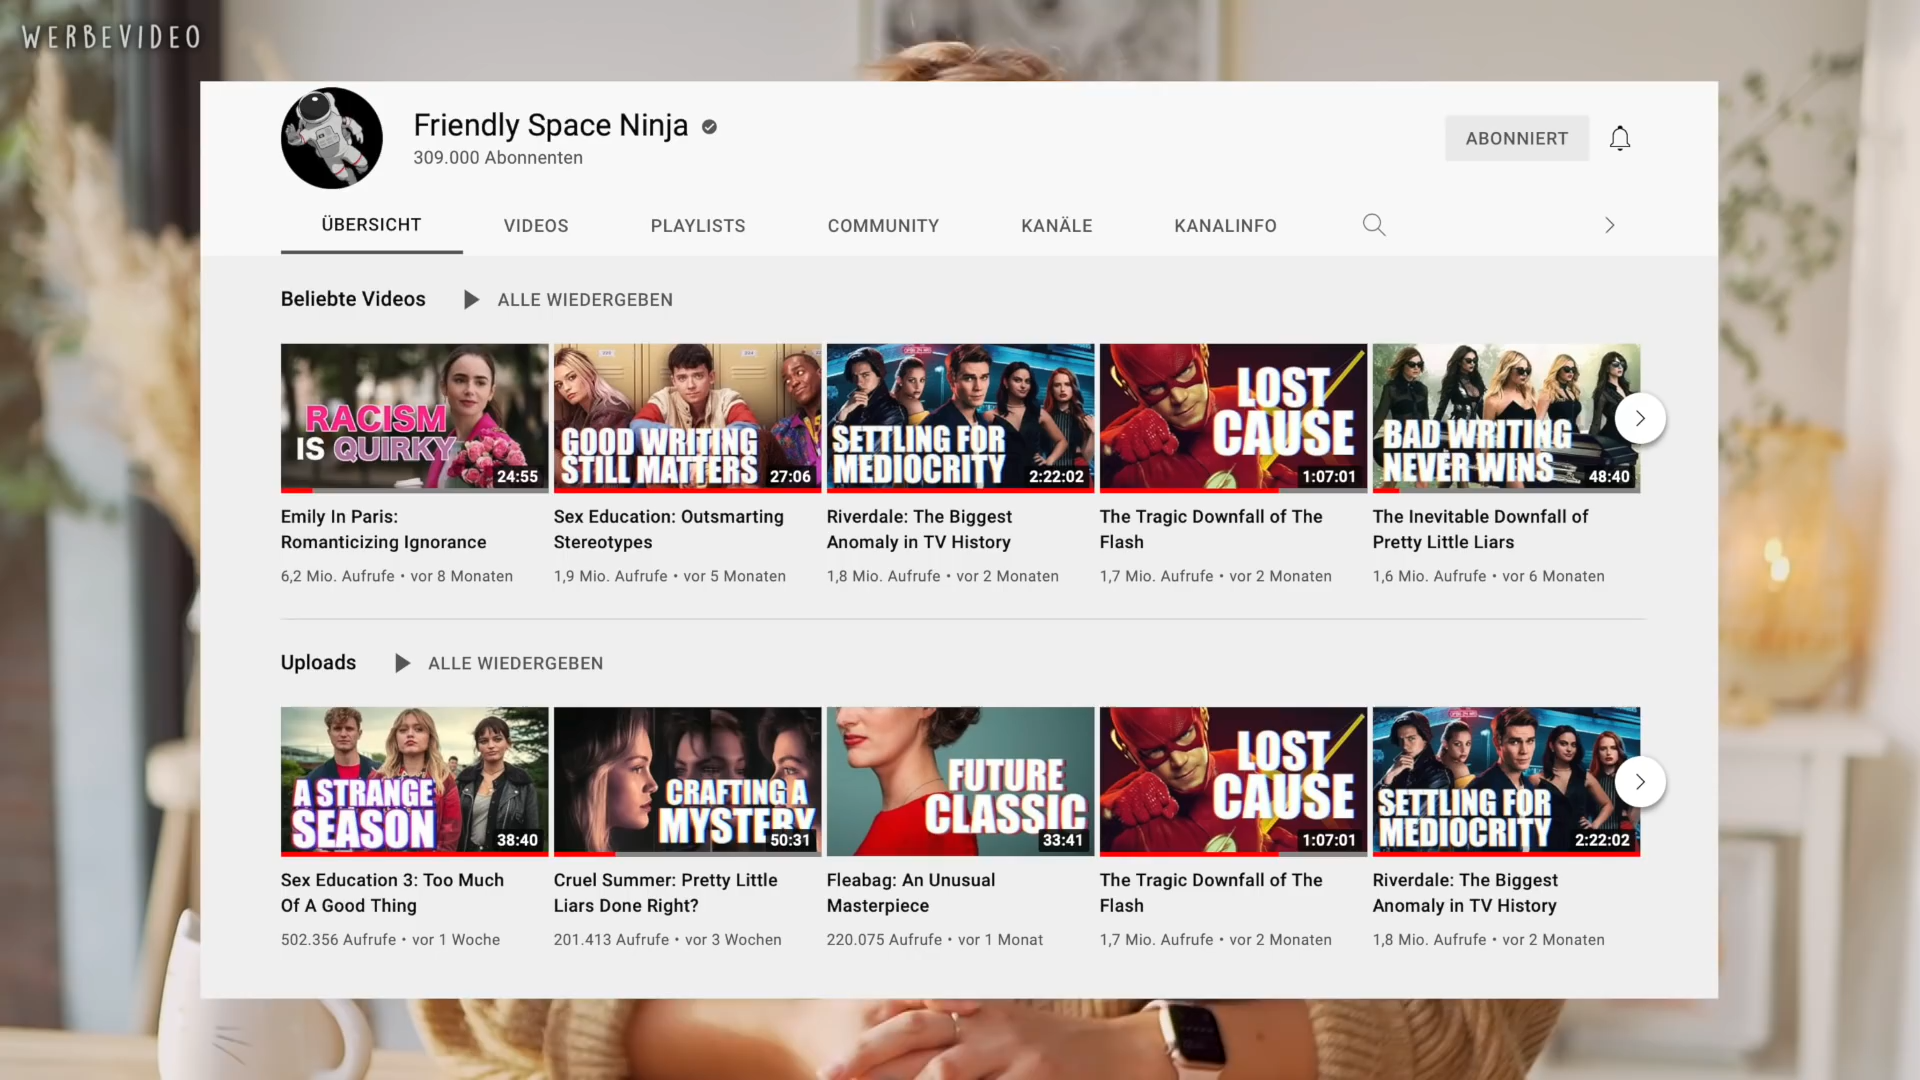 WERBEVIDEO
Friendly Space Ninja
309.000 Abonnenten
ABONNIERT
ÜBERSICHT
VIDEOS
PLAYLISTS
COMMUNITY
KANÄLE
KANALINFO
Beliebte Videos
ALLE WIEDERGEBEN
RACISM
IS QUIRKY
24:55
GOOD WRITING
STILL MATTERS
27:06
SETTLING FOR
MEDIOCRITY
2:22:02
LOST
CAUSE
1:07:01
BAD WRITING
NEVER WINS
48:40
Emily In Paris:
Romanticizing Ignorance
6,2 Mio. Aufrufe • vor 8 Monaten
Sex Education: Outsmarting
Stereotypes
1,9 Mio. Aufrufe • vor 5 Monaten
Riverdale: The Biggest
Anomaly in TV History
1,8 Mio. Aufrufe • vor 2 Monaten
The Tragic Downfall of The
Flash
1,7 Mio. Aufrufe • vor 2 Monaten
The Inevitable Downfall of
Pretty Little Liars
1,6 Mio. Aufrufe • vor 6 Monaten
Uploads
ALLE WIEDERGEBEN
A STRANGE
SEASON
38:40
CRAFTING A
MYSTERY
50:31
FUTURE
CLASSIC
33:41
LOST
CAUSE
1:07:01
SETTLING FOR
MEDIOCRITY
2:22:02
Sex Education 3: Too Much
Of A Good Thing
502.356 Aufrufe • vor 1 Woche
Cruel Summer: Pretty Little
Liars Done Right?
201.413 Aufrufe • vor 3 Wochen
Fleabag: An Unusual
Masterpiece
220.075 Aufrufe • vor 1 Monat
The Tragic Downfall of The
Flash
1,7 Mio. Aufrufe • vor 2 Monaten
Riverdale: The Biggest
Anomaly in TV History
1,8 Mio. Aufrufe • vor 2 Monaten